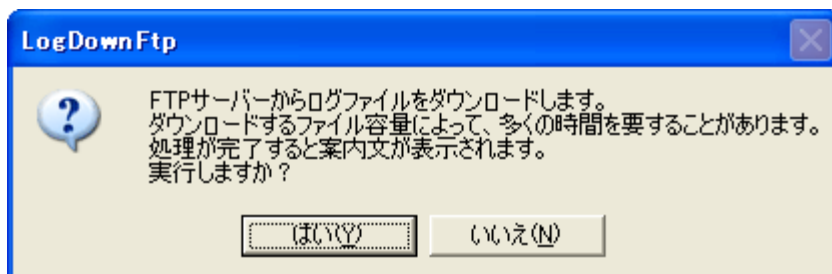 LogDownFtp
FTPサーバーからログファイルをダウンロードします。
ダウンロードするファイル容量によって、多くの時間を要することがあります。
処理が完了すると案内文が表示されます。
実行しますか？
はい(Y) いいえ(N)